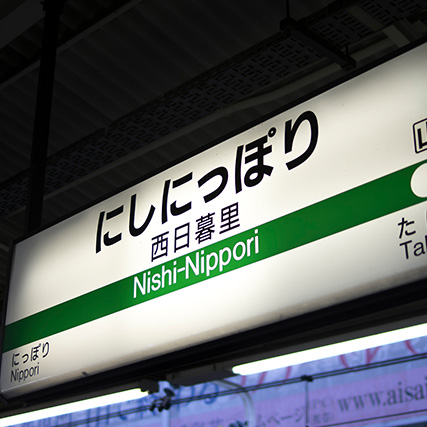 にしにっぽり
西日暮里
Nishi-Nippori
にっぽり
Nippori
た
Ta
www.aisa